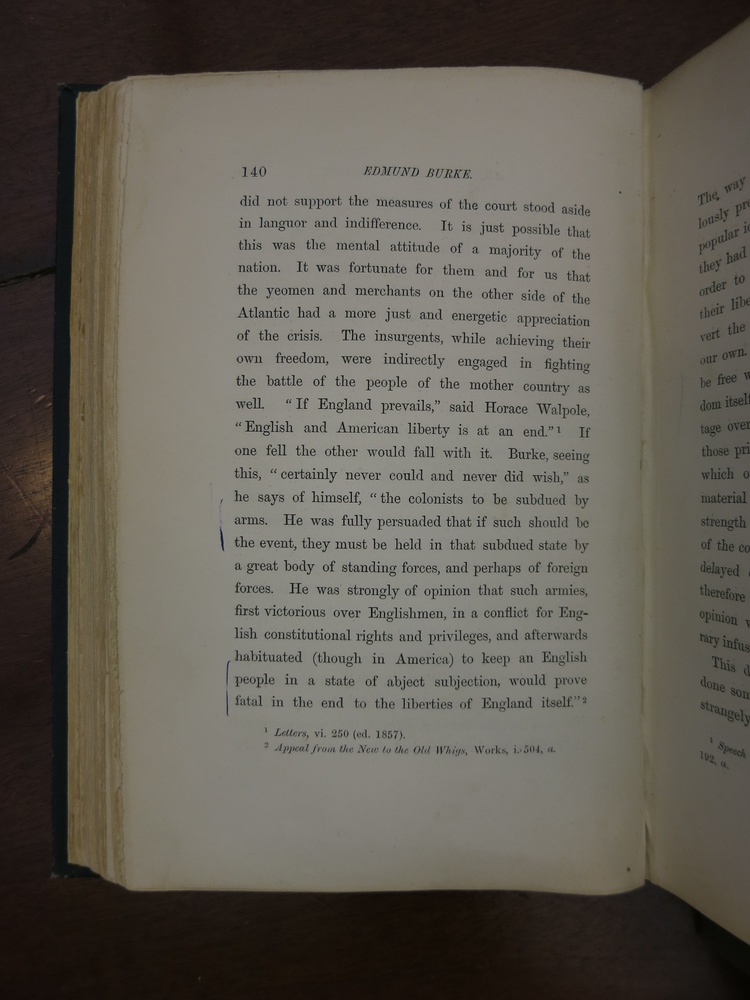 140 EDMUND BURKE.
did not support the measures of the court stood aside
in languor and indifference. It is just possible that
this was the mental attitude of a majority of the
nation. It was fortunate for them and for us that
the yeomen and merchants on the other side of the
Atlantic had a more just and energetic appreciation
of the crisis. The insurgents, while achieving their
own freedom, were indirectly engaged in fighting
the battle of the people of the mother country as
well. “If England prevails,” said Horace Walpole,
“English and American liberty is at an end.”¹ If
one fell the other would fall with it. Burke, seeing
this, “certainly never could and never did wish,” as
he says of himself, “the colonists to be subdued by
arms. He was fully persuaded that if such should be
the event, they must be held in that subdued state by
a great body of standing forces, and perhaps of foreign
forces. He was strongly of opinion that such armies,
first victorious over Englishmen, in a conflict for Eng-
lish constitutional rights and privileges, and afterwards
habituated (though in America) to keep an English
people in a state of abject subjection, would prove
fatal in the end to the liberties of England itself.”²
¹ Letters, vi. 250 (ed. 1857).
² Appeal from the New to the Old Whigs, Works, i. 504, a.
The way
popular
they had
order to
their
vert the
our own.
be free
dom itself
tage over
those
which
material
strength
of the
delayed
therefore
opinion
This
done
strangely
¹ Speech
192, a.